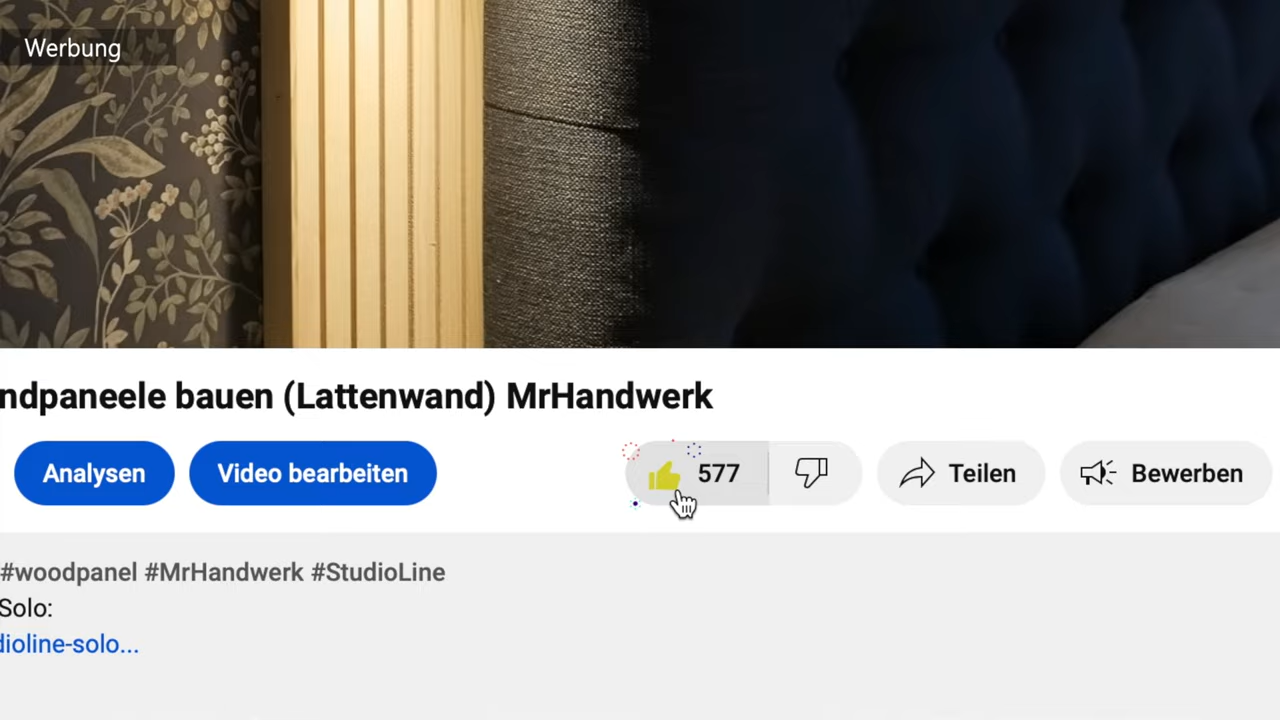 Werbung
ndpaneele bauen (Lattenwand) MrHandwerk
Analysen
Video bearbeiten
577
Teilen
Bewerben
#woodpanel #MrHandwerk #StudioLine
Solo:
dioline-solo...